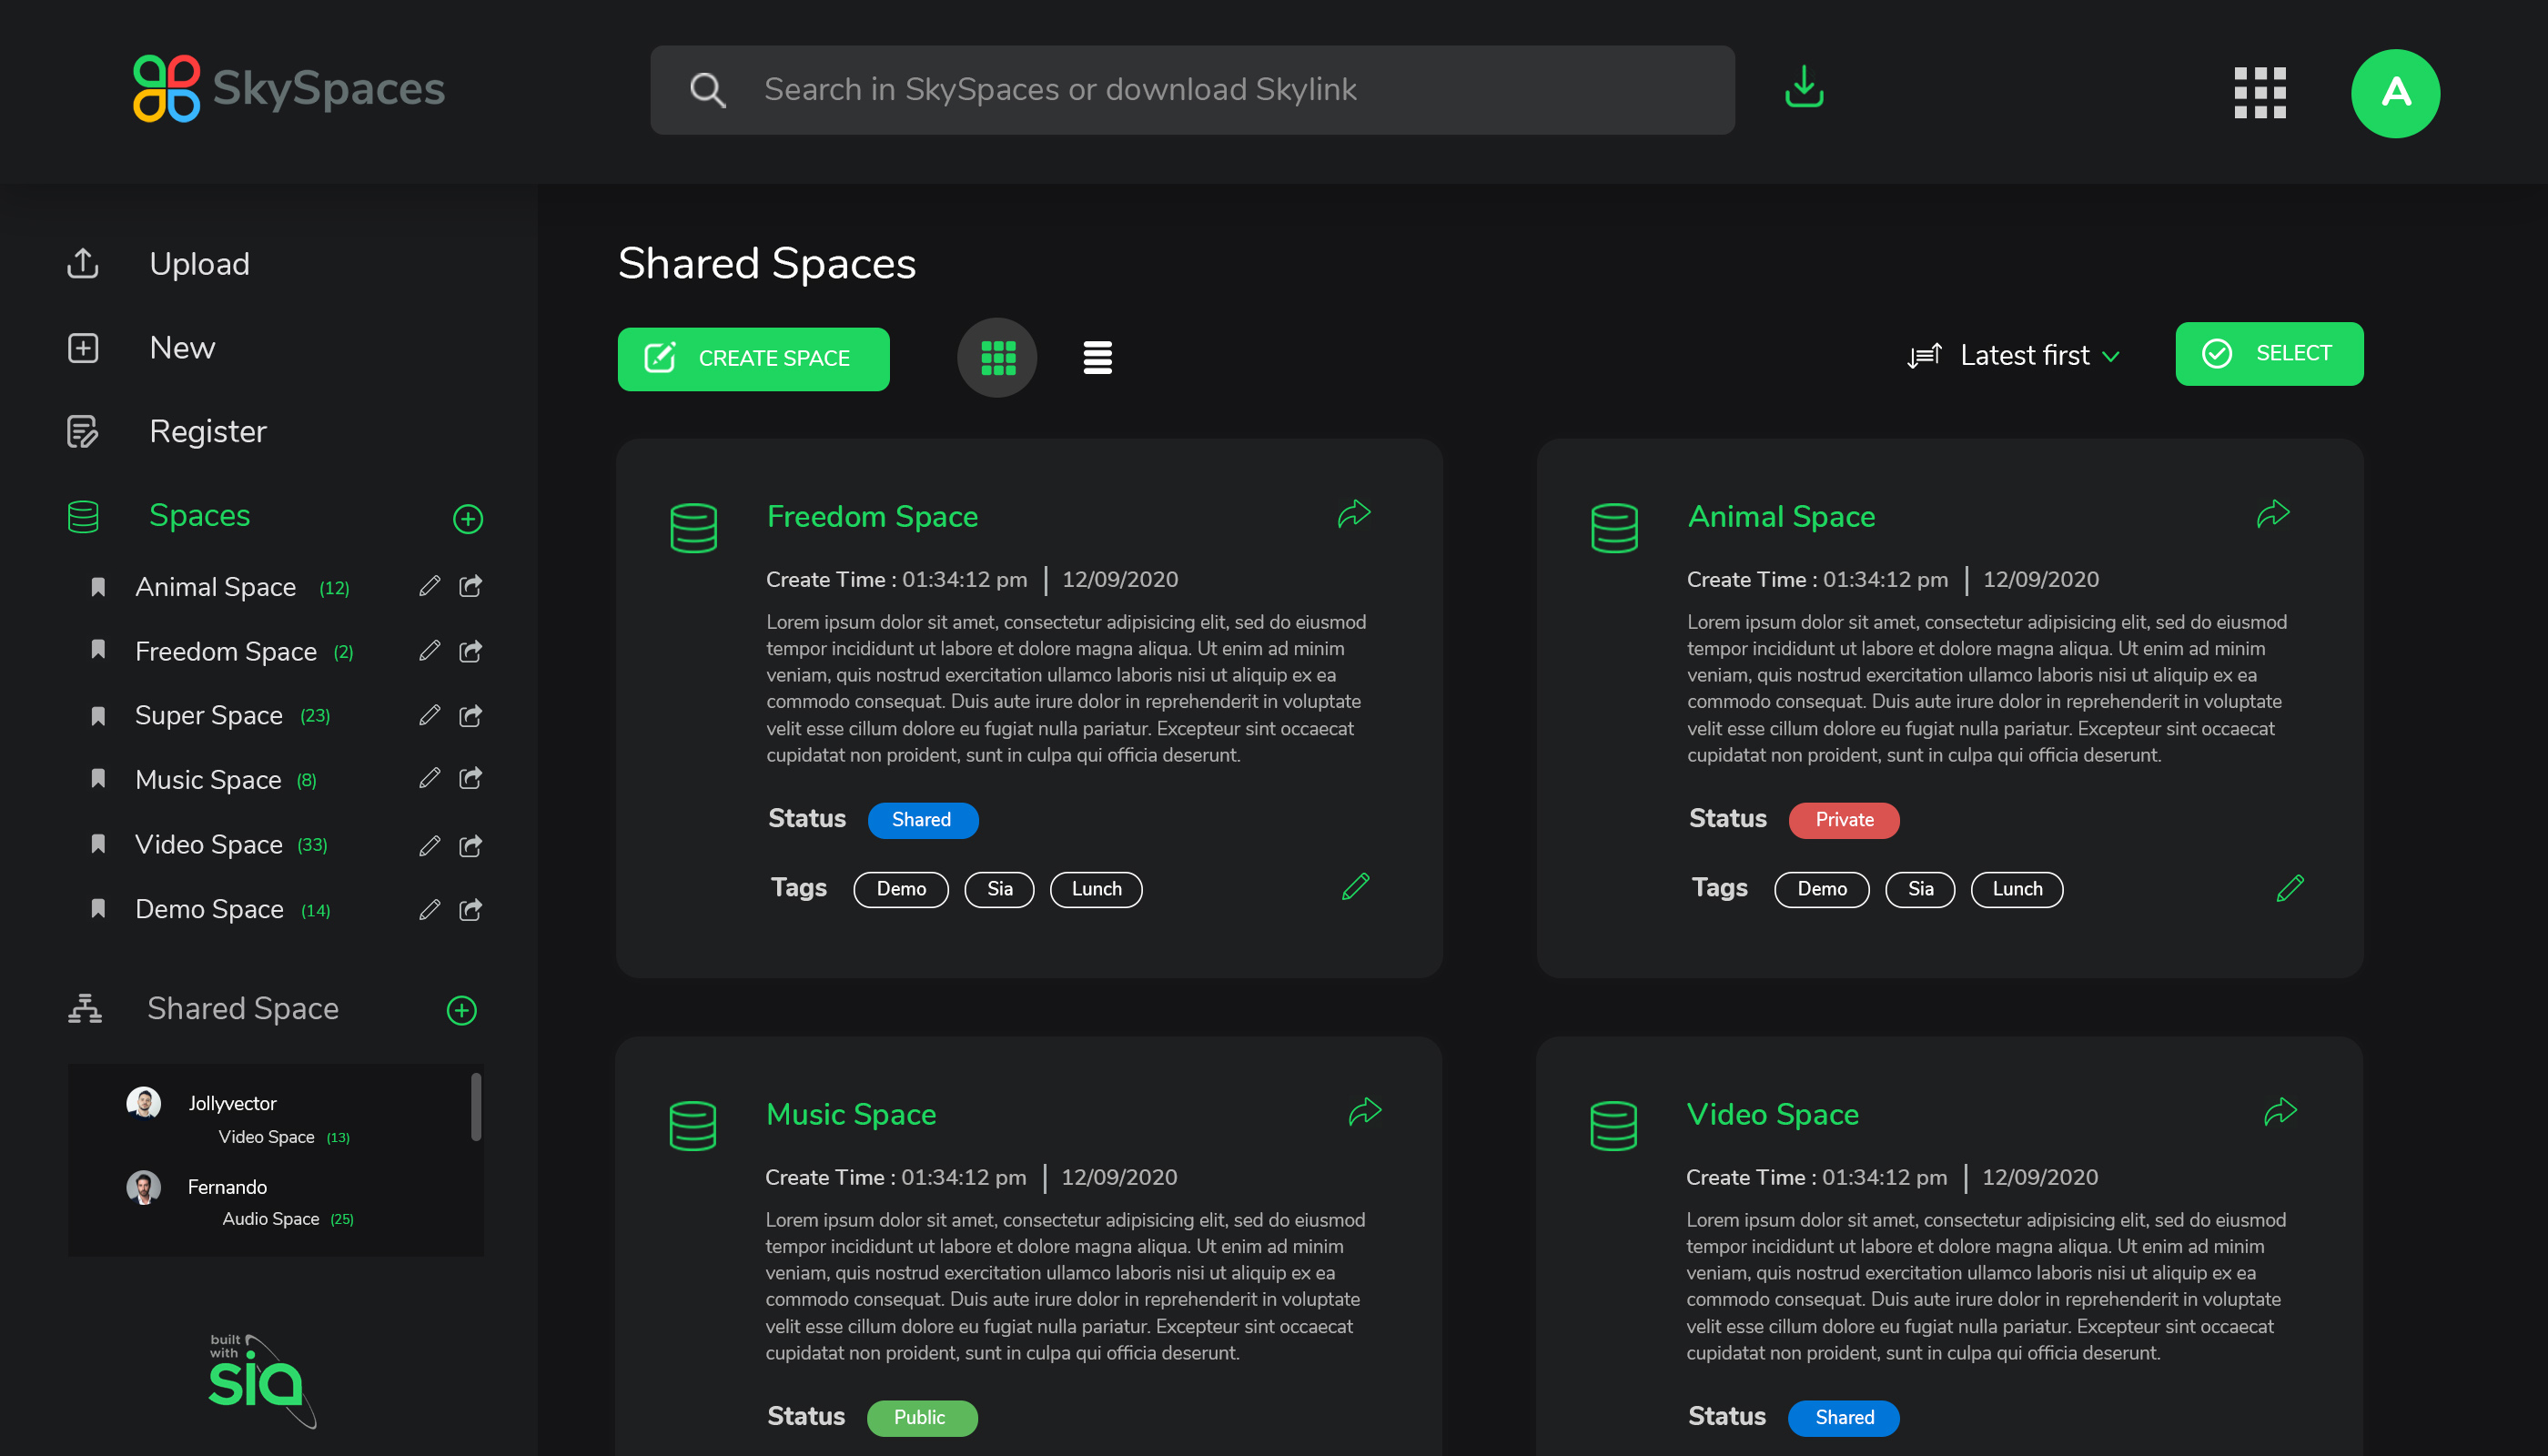 SkySpaces
Search in SkySpaces or download Skylink
A
Upload
New
Register
Spaces
Animal Space (12)
Freedom Space (2)
Super Space (23)
Music Space (8)
Video Space (33)
Demo Space (14)
Shared Space
Jollyvector
Video Space (13)
Fernando
Audio Space (25)
built
with
sia
Shared Spaces
CREATE SPACE
Latest first
SELECT
Freedom Space
Create Time : 01:34:12 pm | 12/09/2020
Lorem ipsum dolor sit amet, consectetur adipisicing elit, sed do eiusmod
tempor incididunt ut labore et dolore magna aliqua. Ut enim ad minim
veniam, quis nostrud exercitation ullamco laboris nisi ut aliquip ex ea
commodo consequat. Duis aute irure dolor in reprehenderit in voluptate
velit esse cillum dolore eu fugiat nulla pariatur. Excepteur sint occaecat
cupidatat non proident, sunt in culpa qui officia deserunt.
Status Shared
Tags Demo Sia Lunch
Animal Space
Create Time : 01:34:12 pm | 12/09/2020
Lorem ipsum dolor sit amet, consectetur adipisicing elit, sed do eiusmod
tempor incididunt ut labore et dolore magna aliqua. Ut enim ad minim
veniam, quis nostrud exercitation ullamco laboris nisi ut aliquip ex ea
commodo consequat. Duis aute irure dolor in reprehenderit in voluptate
velit esse cillum dolore eu fugiat nulla pariatur. Excepteur sint occaecat
cupidatat non proident, sunt in culpa qui officia deserunt.
Status Private
Tags Demo Sia Lunch
Music Space
Create Time : 01:34:12 pm | 12/09/2020
Lorem ipsum dolor sit amet, consectetur adipisicing elit, sed do eiusmod
tempor incididunt ut labore et dolore magna aliqua. Ut enim ad minim
veniam, quis nostrud exercitation ullamco laboris nisi ut aliquip ex ea
commodo consequat. Duis aute irure dolor in reprehenderit in voluptate
velit esse cillum dolore eu fugiat nulla pariatur. Excepteur sint occaecat
cupidatat non proident, sunt in culpa qui officia deserunt.
Status Public
Video Space
Create Time : 01:34:12 pm | 12/09/2020
Lorem ipsum dolor sit amet, consectetur adipisicing elit, sed do eiusmod
tempor incididunt ut labore et dolore magna aliqua. Ut enim ad minim
veniam, quis nostrud exercitation ullamco laboris nisi ut aliquip ex ea
commodo consequat. Duis aute irure dolor in reprehenderit in voluptate
velit esse cillum dolore eu fugiat nulla pariatur. Excepteur sint occaecat
cupidatat non proident, sunt in culpa qui officia deserunt.
Status Shared